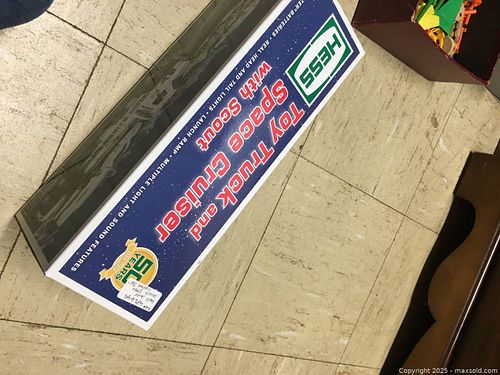 HESS
Toy Truck and
Space Cruiser
with Scout
REAL HEAD AND TAIL LIGHTS • LAUNCH RAMP • MULTIPLE LIGHT AND SOUND FEATURES
50
YEARS
Copyright 2025 - maxsold.com